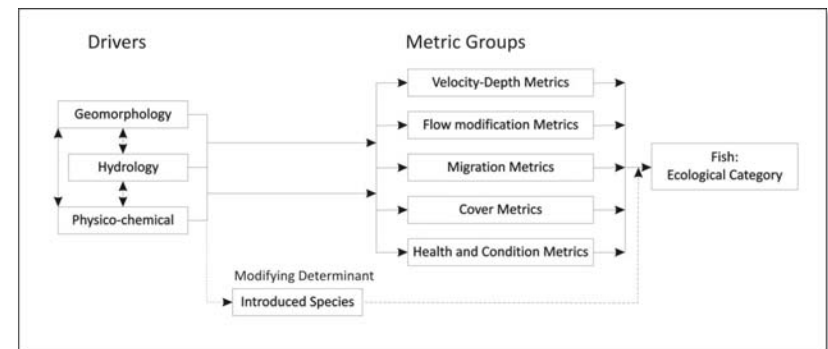 Drivers
Metric Groups
Geomorphology
Hydrology
Physico-chemical
Velocity-Depth Metrics
Flow modification Metrics
Migration Metrics
Cover Metrics
Health and Condition Metrics
Fish:
Ecological Category
Modifying Determinant
Introduced Species